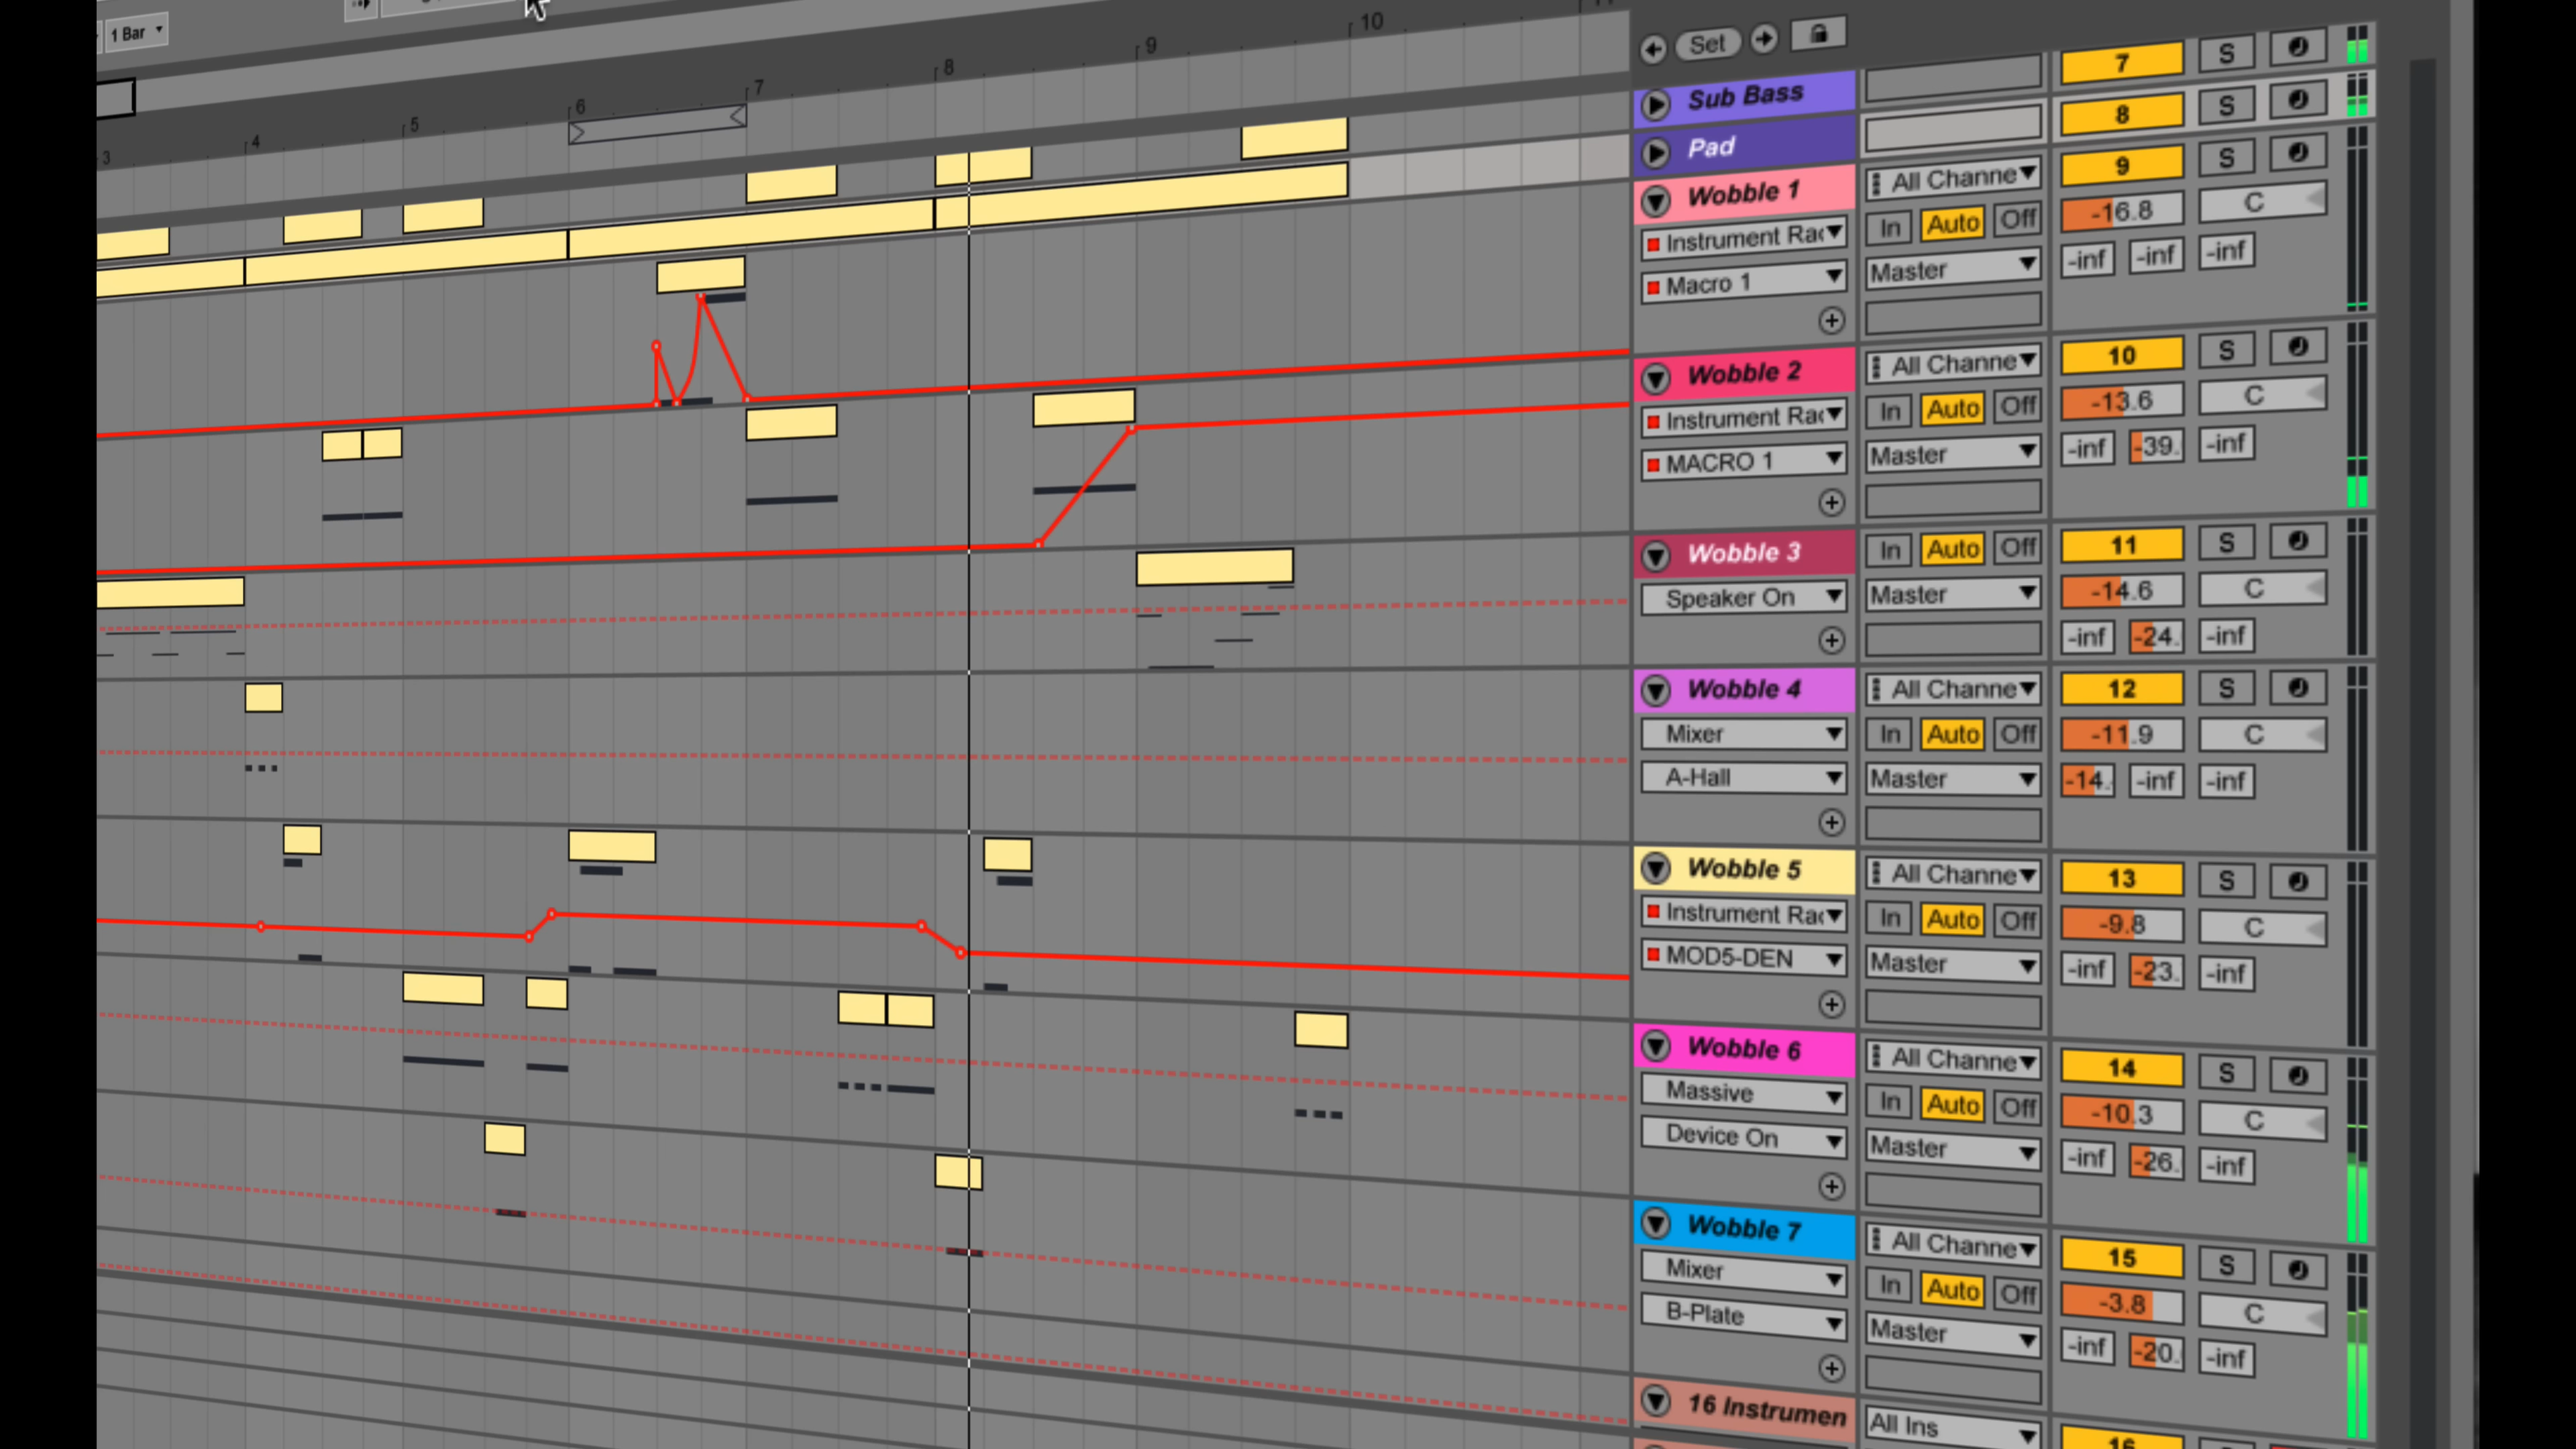 1 Bar
3 4 5 6 7 8 9 10
Set
Sub Bass 7 S
Pad 8 S
Wobble 1 All Channe 9 S
Instrument Ra In Auto Off -16.8 C
Macro 1 Master -inf -inf -inf
Wobble 2 All Channe 10 S
Instrument Ra In Auto Off -13.6 C
MACRO 1 Master -inf -39. -inf
Wobble 3 In Auto Off 11 S
Speaker On Master -14.6 C
-inf -24. -inf
Wobble 4 All Channe 12 S
Mixer In Auto Off -11.9 C
A-Hall Master -14. -inf -inf
Wobble 5 All Channe 13 S
Instrument Ra In Auto Off -9.8 C
MOD5-DEN Master -inf -23. -inf
Wobble 6 All Channe 14 S
Massive In Auto Off -10.3 C
Device On Master -inf -26. -inf
Wobble 7 All Channe 15 S
Mixer In Auto Off -3.8 C
B-Plate Master -inf -20. -inf
16 Instrumen All Ins 16